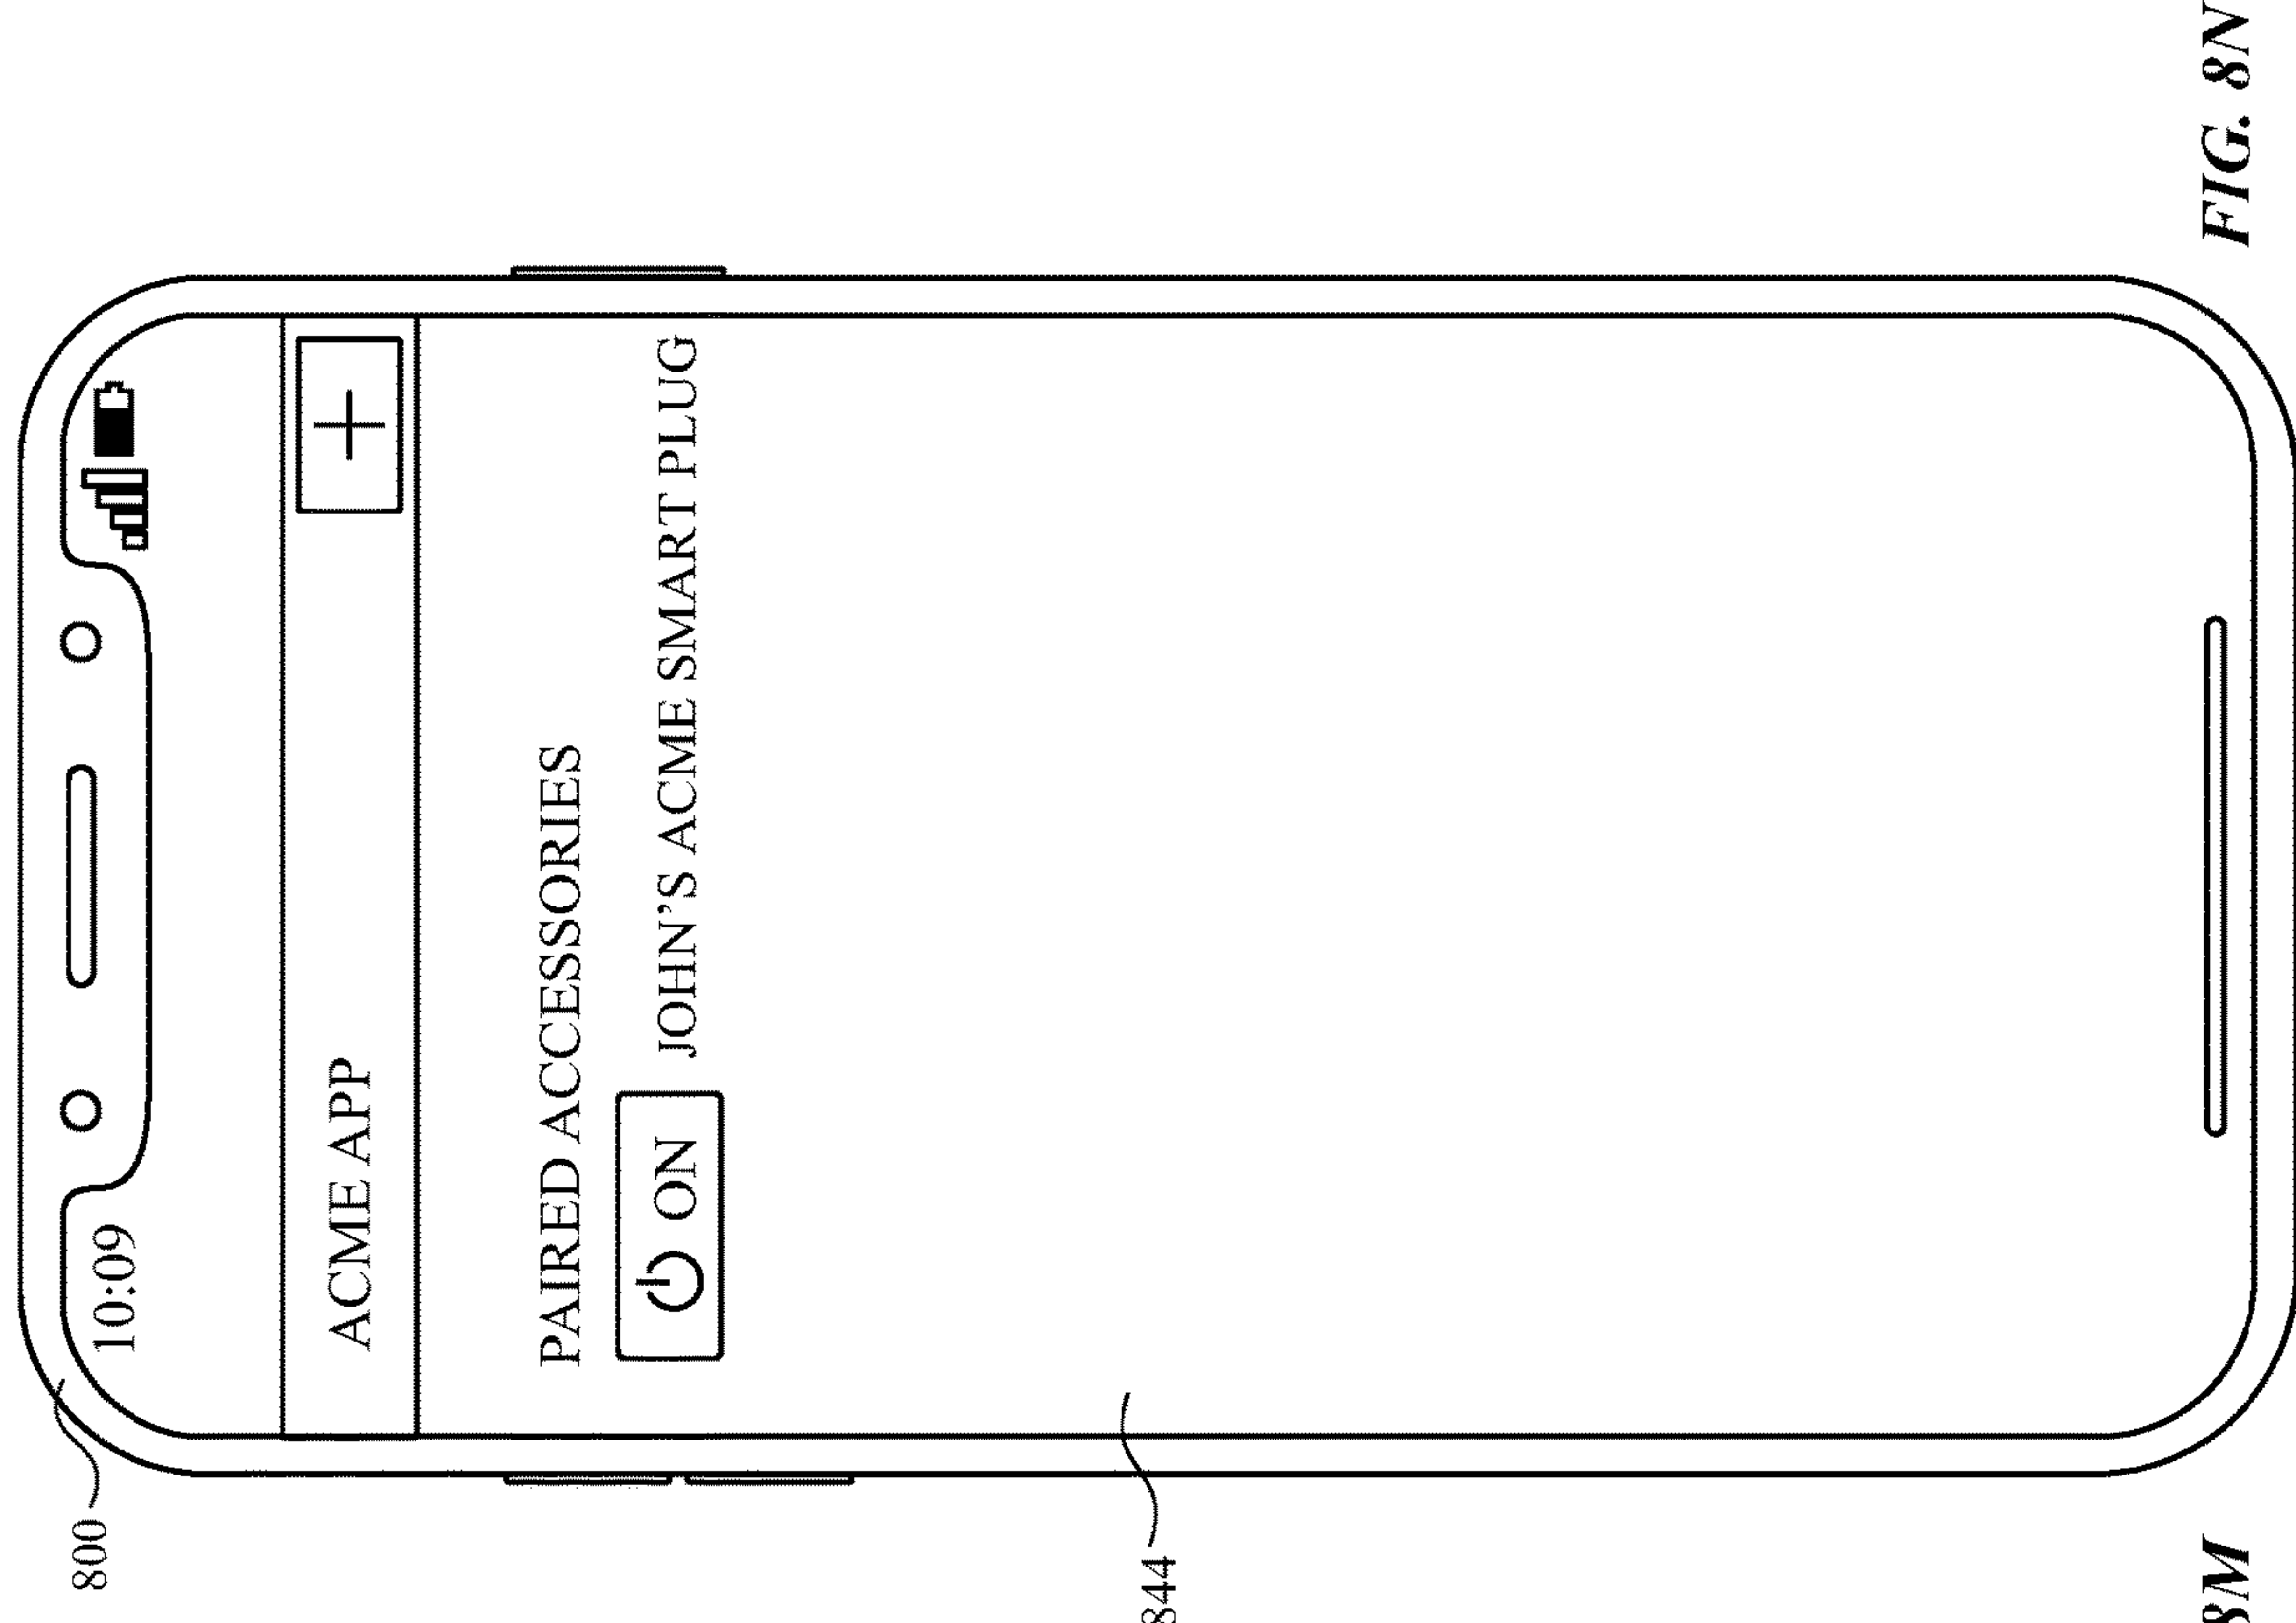 800
10:09
ACME APP
PAIRED ACCESSORIES
ON JOHN'S ACME SMART PLUG
844
8M
FIG. 8N